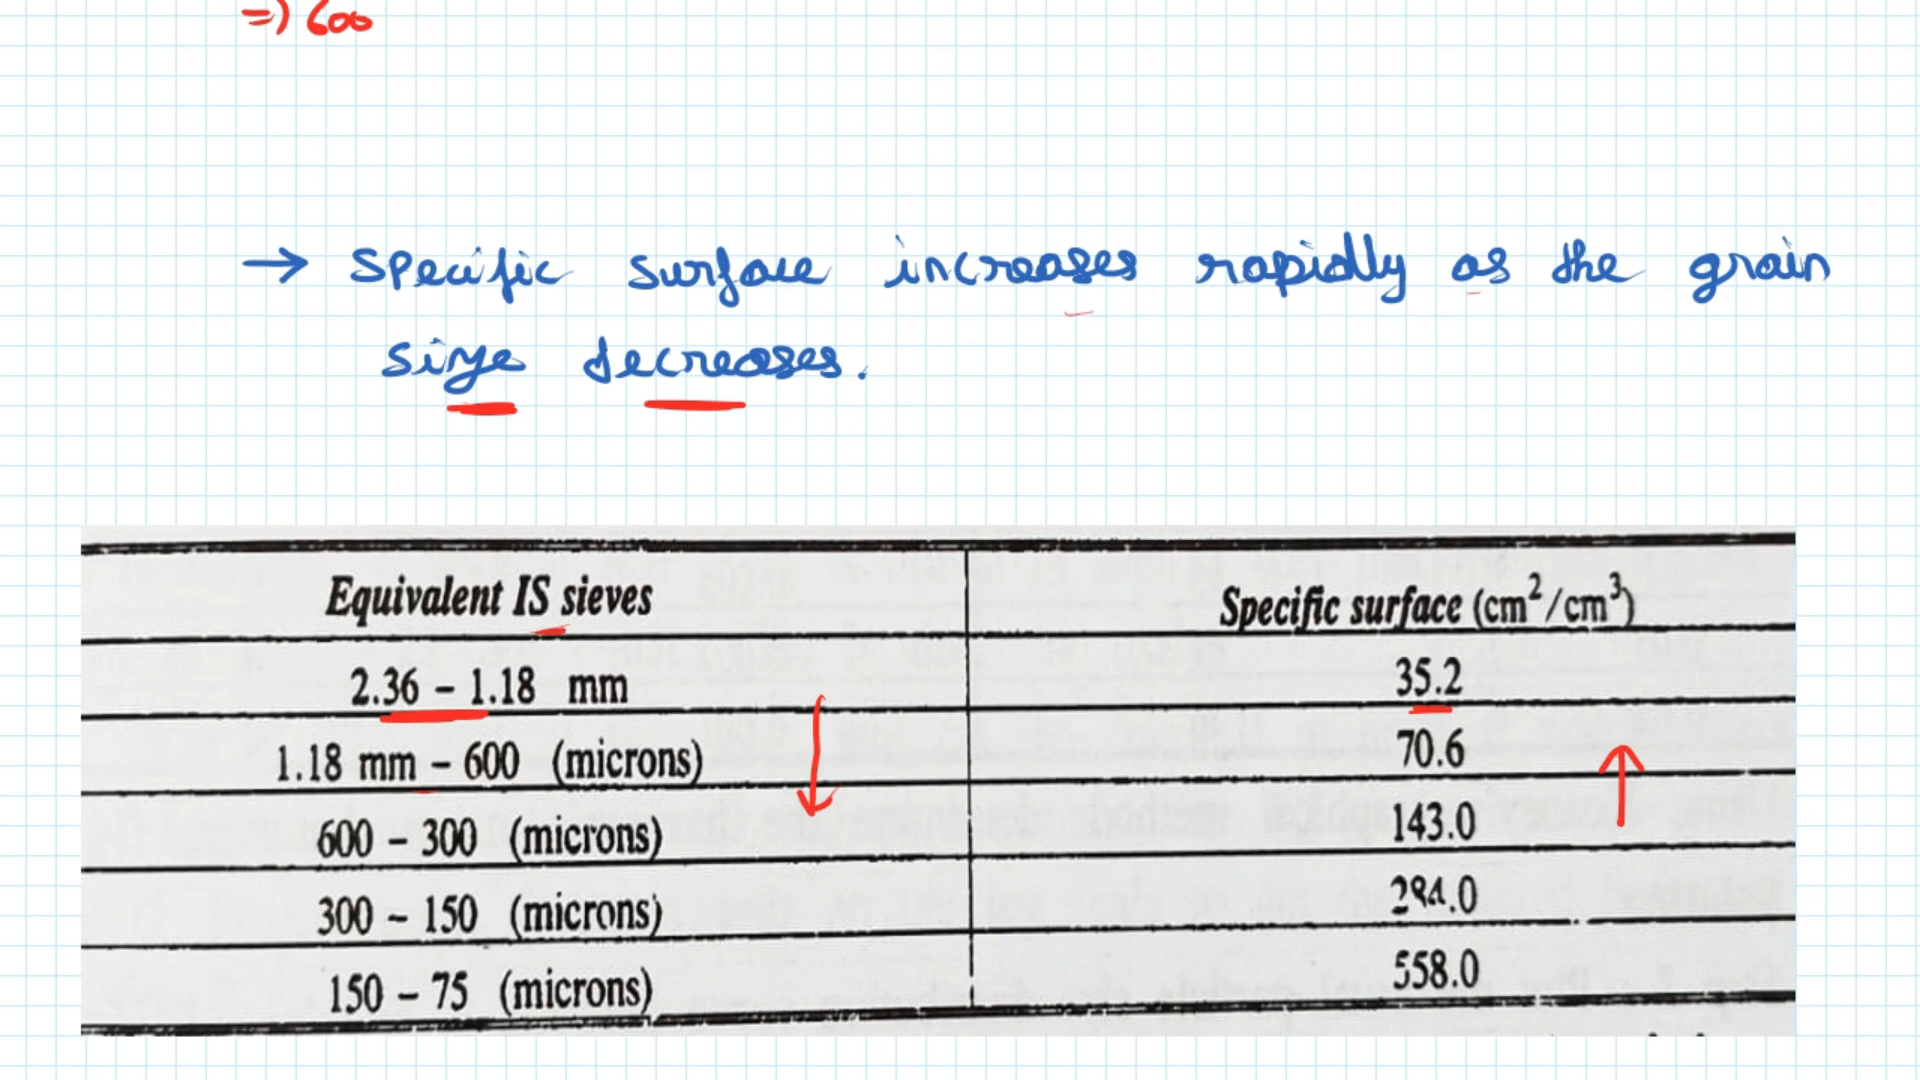 => 600
→ Specific surface increases rapidly as the grain
size decreases.
Equivalent IS sieves Specific surface (cm²/cm³)
2.36 – 1.18 mm 35.2
1.18 mm – 600 (microns) 70.6
600 – 300 (microns) 143.0
300 – 150 (microns) 284.0
150 – 75 (microns) 558.0